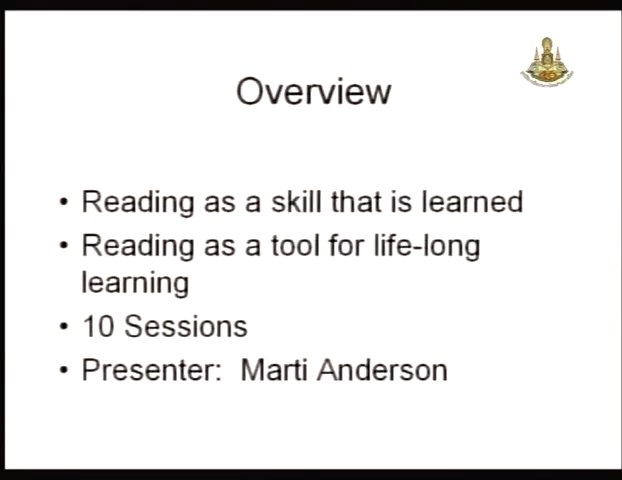 Overview
• Reading as a skill that is learned
• Reading as a tool for life-long
learning
• 10 Sessions
• Presenter: Marti Anderson